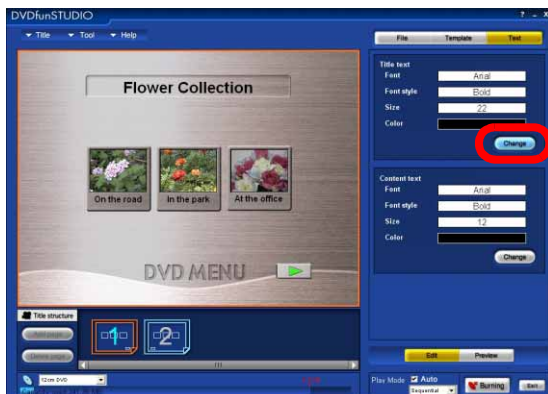 DVDfunSTUDIO
? - x
Title Tool Help
File Template Text
Flower Collection
On the road In the park At the office
DVD MENU
Title text
Font Arial
Font style Bold
Size 22
Color
Change
Content text
Font Arial
Font style Bold
Size 12
Color
Change
Title structure
Add page
Delete page
1 2
Edit Preview
12cm DVD
Play Mode Auto
Sequential
Burning Exit